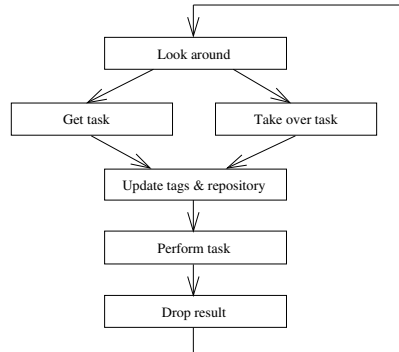 Look around
Get task
Take over task
Update tags & repository
Perform task
Drop result